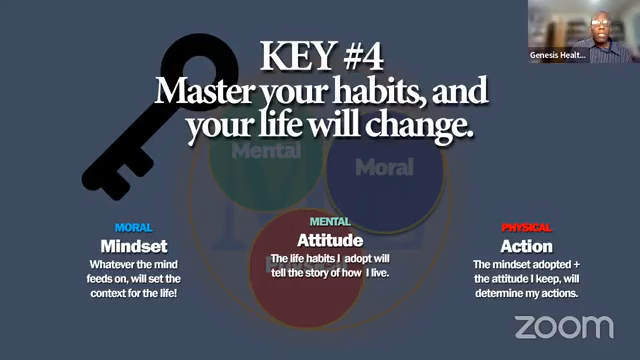 Genesis Healt...
KEY #4
Master your habits, and
your life will change.
Mental
Moral
MORAL
Mindset
Whatever the mind
feeds on, will set the
context for the life!
MENTAL
Attitude
The life habits I adopt will
tell the story of how I live.
PHYSICAL
Action
The mindset adopted +
the attitude I keep, will
determine my actions.
zoom